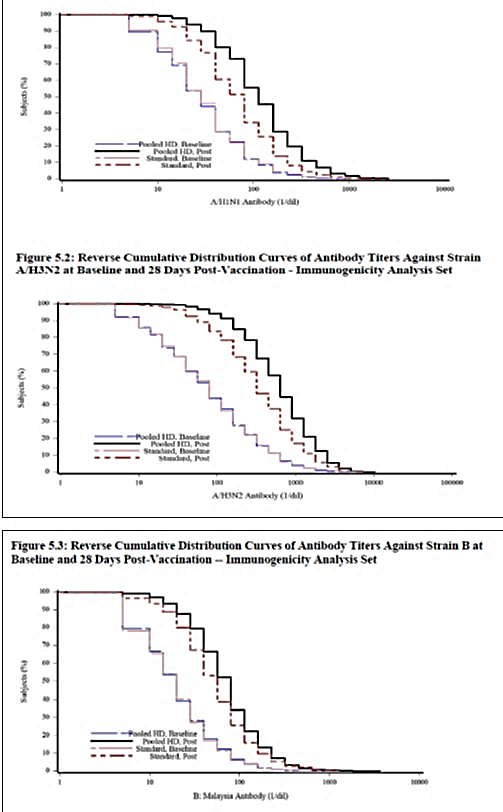 100
90
80
70
60
50
40
30
20
10
0
Subjects (%)
Pooled HD, Baseline
Pooled HD, Post
Standard, Baseline
Standard, Post
1 10 100 1000 10000
A/H1N1 Antibody (1/dil)
Figure 5.2: Reverse Cumulative Distribution Curves of Antibody Titers Against Strain
A/H3N2 at Baseline and 28 Days Post-Vaccination - Immunogenicity Analysis Set
100
90
80
70
60
50
40
30
20
10
0
Subjects (%)
Pooled HD, Baseline
Pooled HD, Post
Standard, Baseline
Standard, Post
1 10 100 1000 10000 100000
A/H3N2 Antibody (1/dil)
Figure 5.3: Reverse Cumulative Distribution Curves of Antibody Titers Against Strain B at
Baseline and 28 Days Post-Vaccination -- Immunogenicity Analysis Set
100
90
80
70
60
50
40
30
20
10
0
Subjects (%)
Pooled HD, Baseline
Pooled HD, Post
Standard, Baseline
Standard, Post
1 10 100 1000 10000
B: Malaysia Antibody (1/dil)